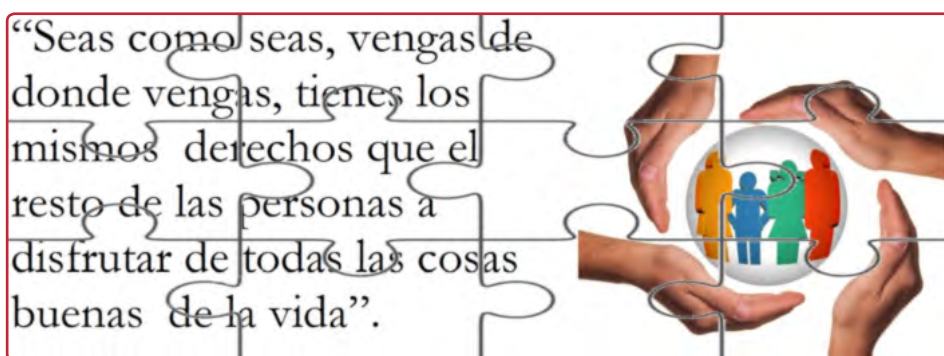 “Seas como seas, vengas de
donde vengas, tienes los
mismos derechos que el
resto de las personas a
disfrutar de todas las cosas
buenas de la vida”.